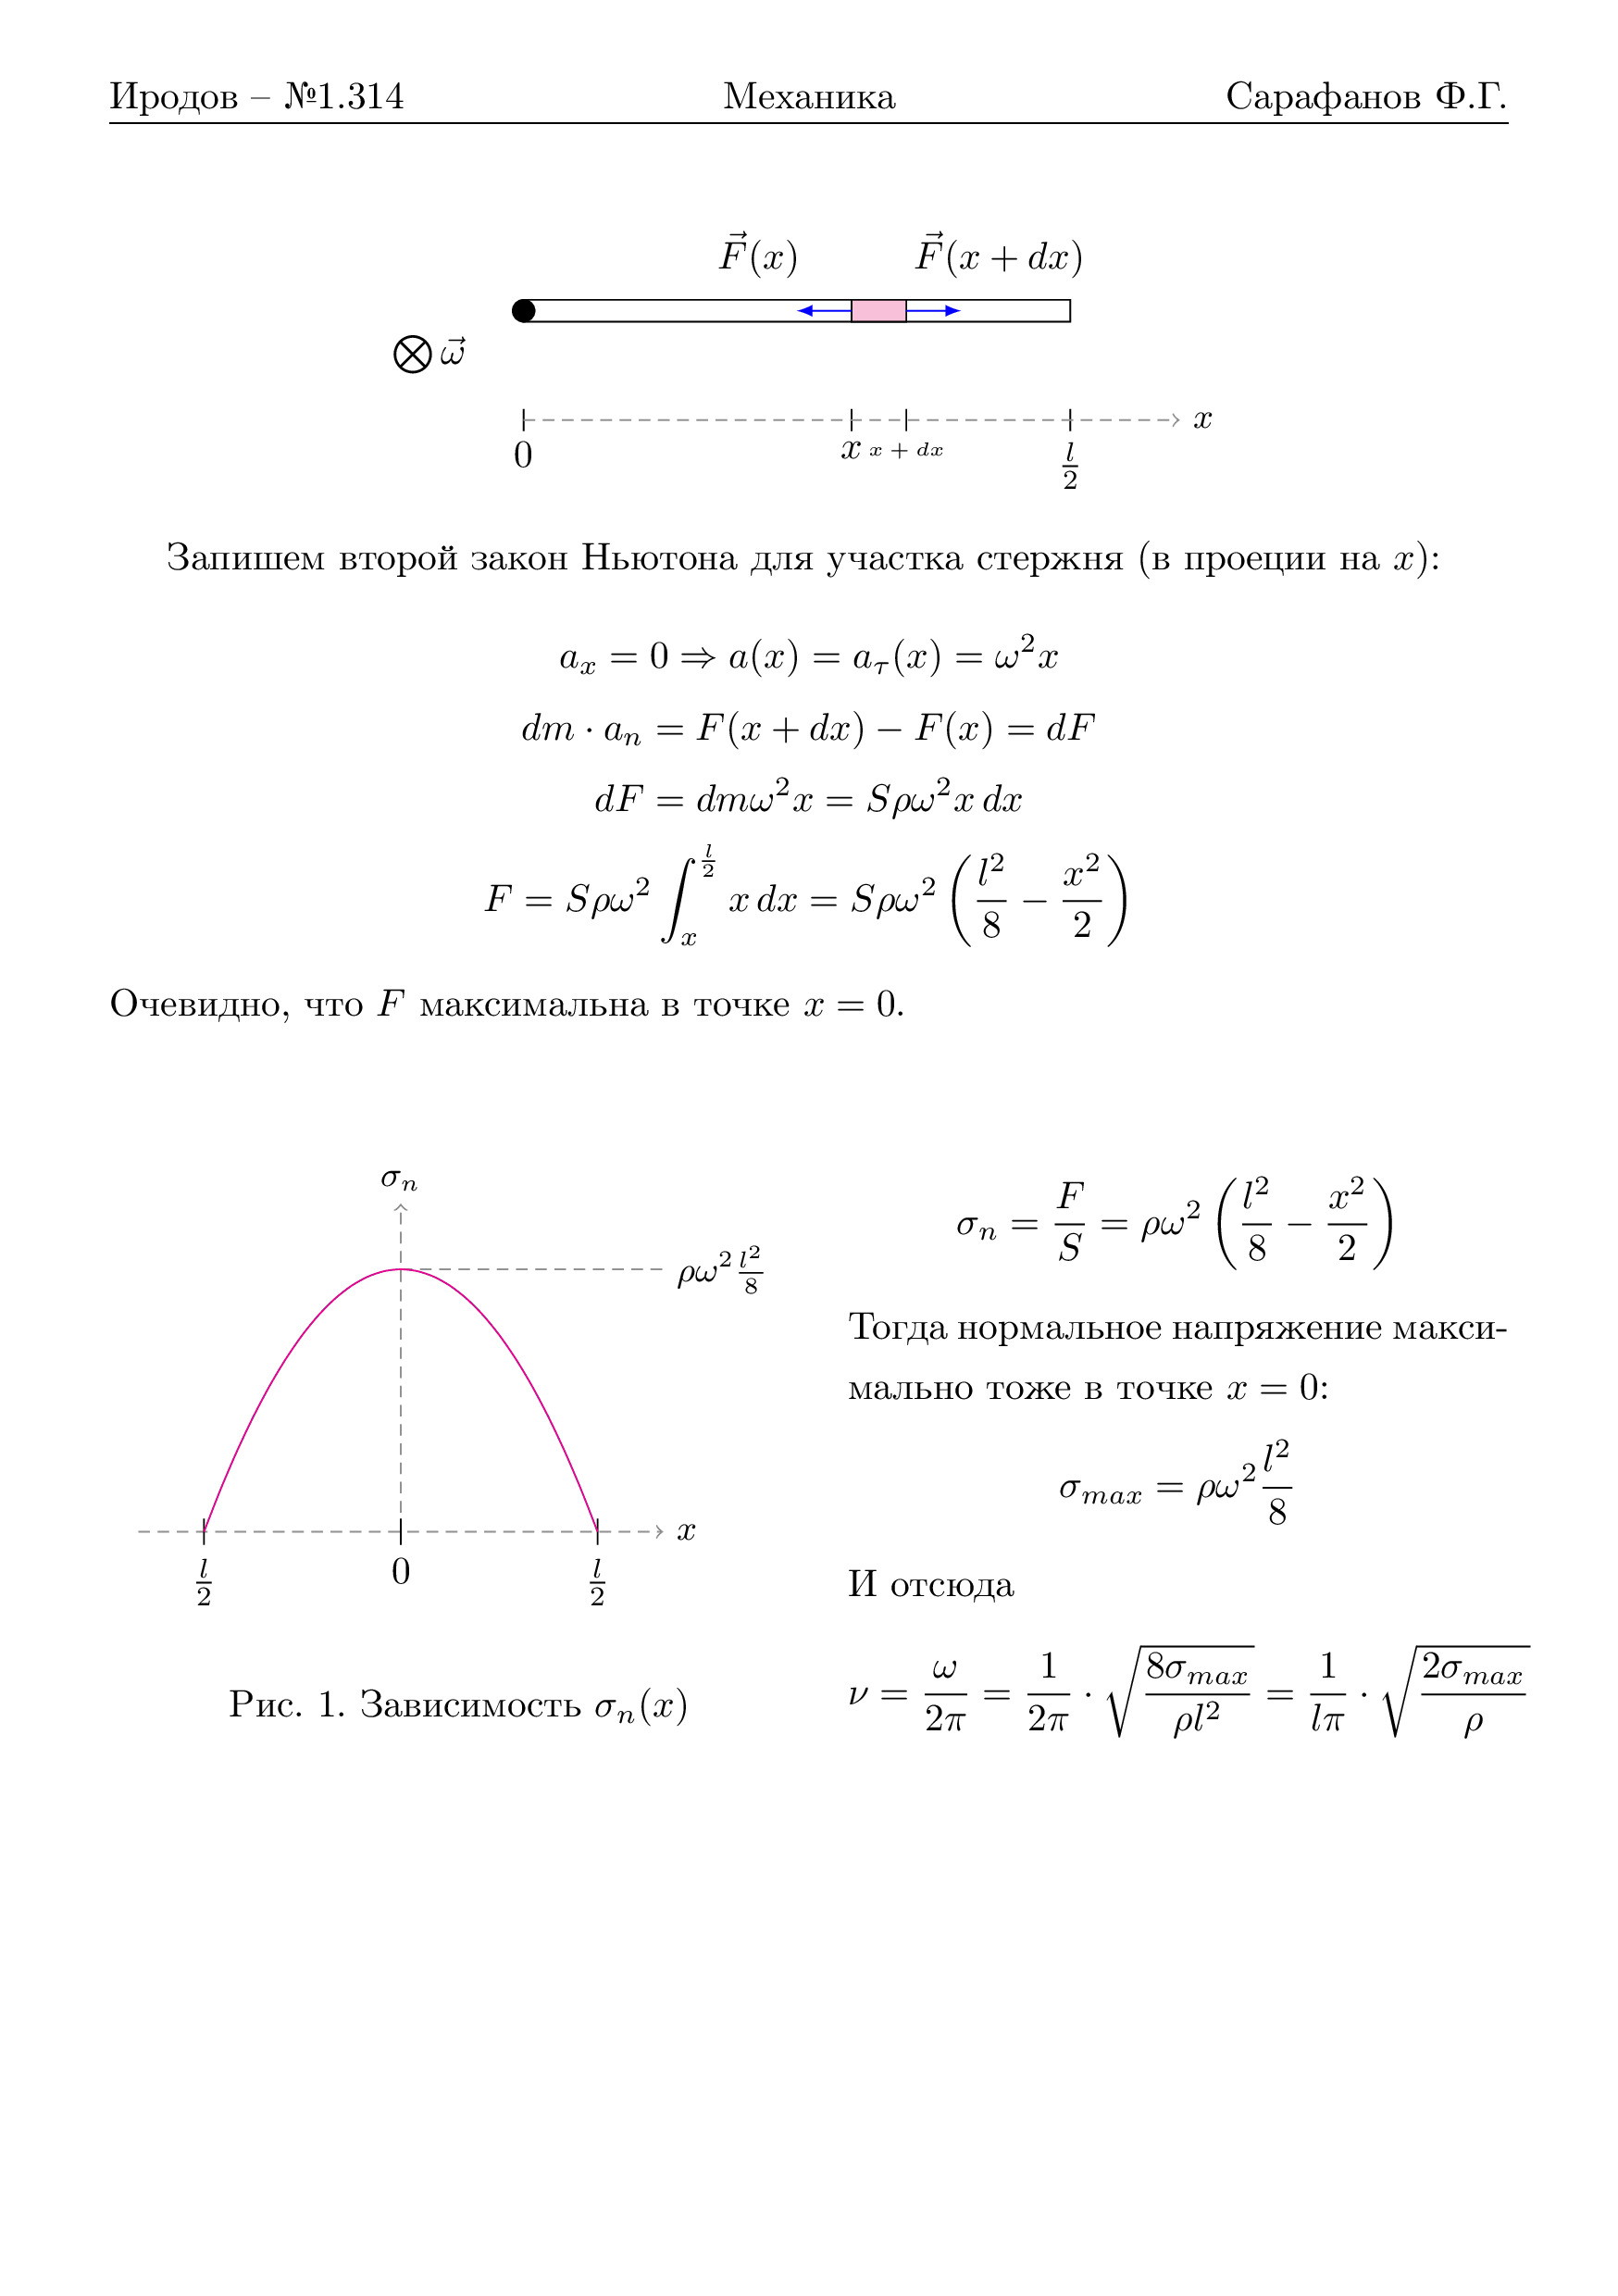 Иродов – №1.314 Механика Сарафанов Ф.Г.
$\vec{F}(x)$ $\vec{F}(x + dx)$
$\otimes \vec{\omega}$
$x$
0 $x$ $x + dx$ $\frac{l}{2}$
Запишем второй закон Ньютона для участка стержня (в проеции на $x$):
$a_x = 0 \Rightarrow a(x) = a_\tau(x) = \omega^2 x$
$dm \cdot a_n = F(x + dx) - F(x) = dF$
$dF = dm\omega^2 x = S\rho\omega^2 x\,dx$
$F = S\rho\omega^2 \int_x^{\frac{l}{2}} x\,dx = S\rho\omega^2 \left(\frac{l^2}{8} - \frac{x^2}{2}\right)$
Очевидно, что $F$ максимальна в точке $x = 0$.
$\sigma_n$
$\rho\omega^2 \frac{l^2}{8}$
$x$
$\frac{l}{2}$ 0 $\frac{l}{2}$
Рис. 1. Зависимость $\sigma_n(x)$
$\sigma_n = \frac{F}{S} = \rho\omega^2 \left(\frac{l^2}{8} - \frac{x^2}{2}\right)$
Тогда нормальное напряжение макси-
мально тоже в точке $x = 0$:
$\sigma_{max} = \rho\omega^2 \frac{l^2}{8}$
И отсюда
$\nu = \frac{\omega}{2\pi} = \frac{1}{2\pi} \cdot \sqrt{\frac{8\sigma_{max}}{\rho l^2}} = \frac{1}{l\pi} \cdot \sqrt{\frac{2\sigma_{max}}{\rho}}$